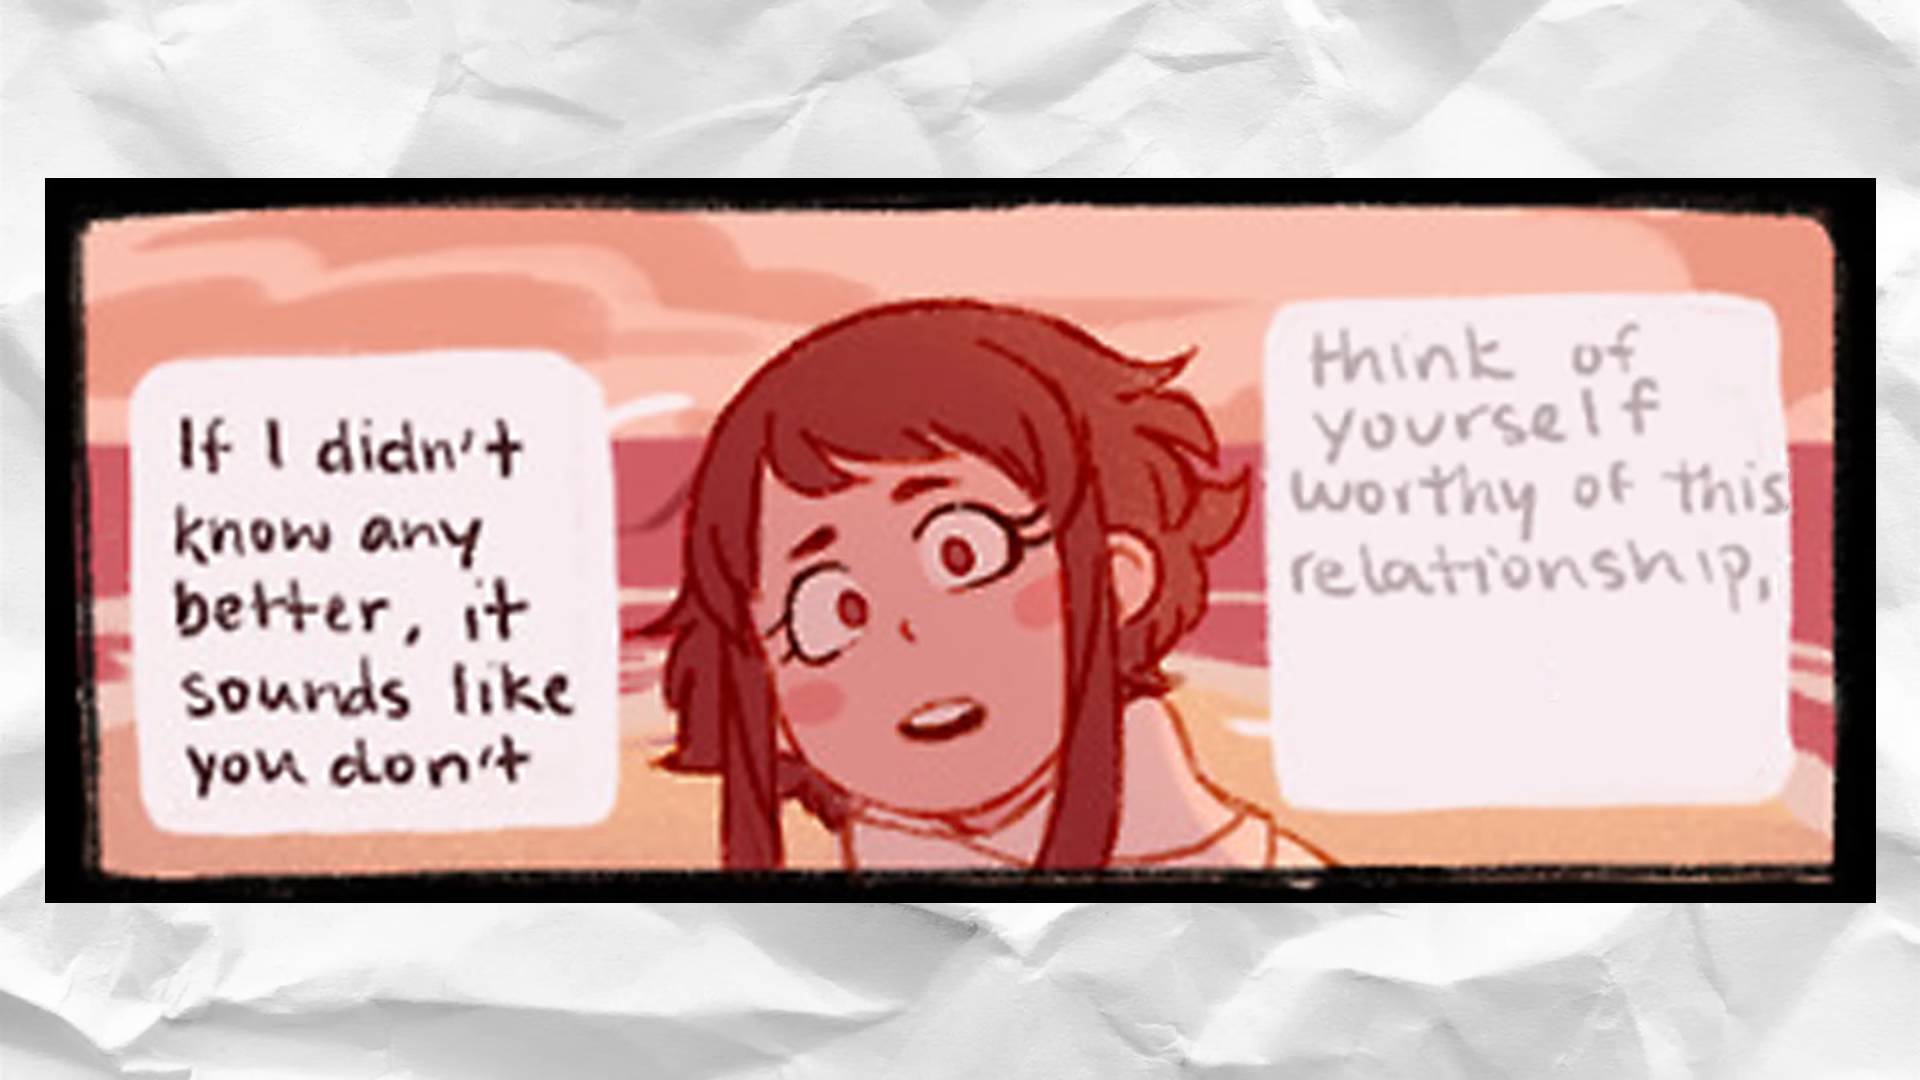 If I didn't
know any
better, it
sounds like
you don't
think of
yourself
worthy of this
relationship,